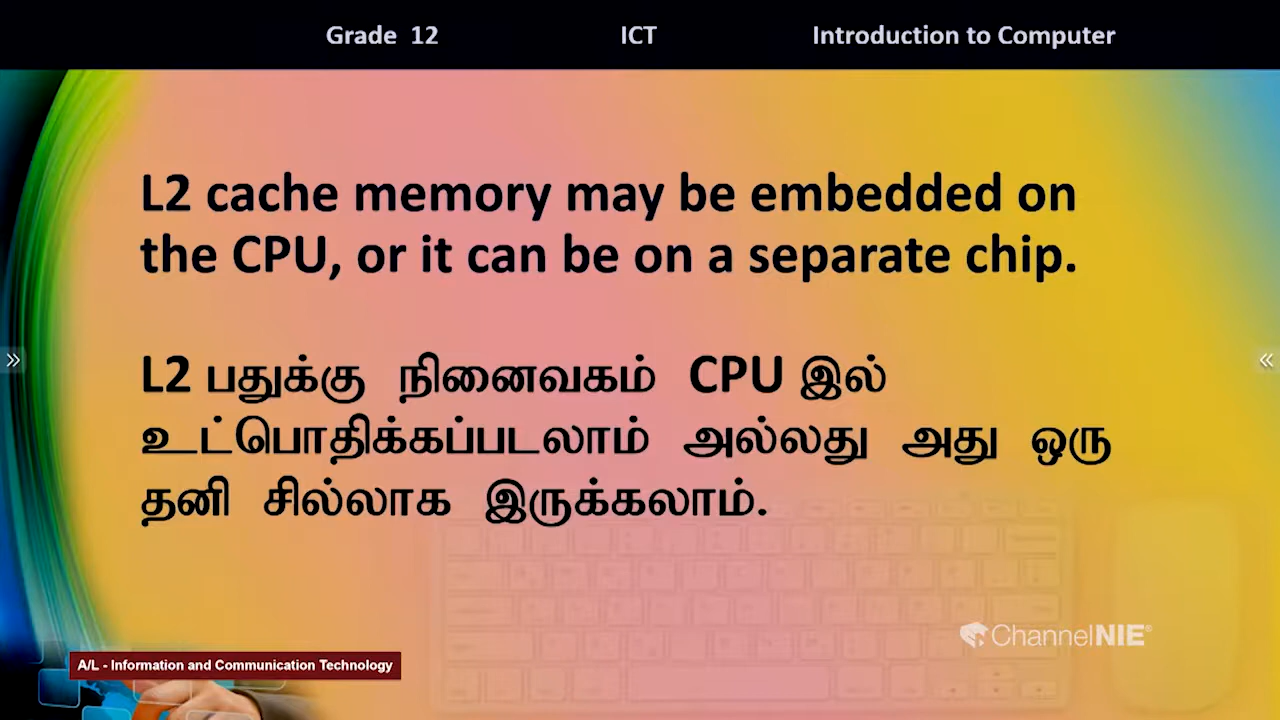 Grade 12 ICT Introduction to Computer
L2 cache memory may be embedded on
the CPU, or it can be on a separate chip.
L2 பதுக்கு நினைவகம் CPU இல்
உட்பொதிக்கப்படலாம் அல்லது அது ஒரு
தனி சில்லாக இருக்கலாம்.
ChannelNIE®
A/L - Information and Communication Technology